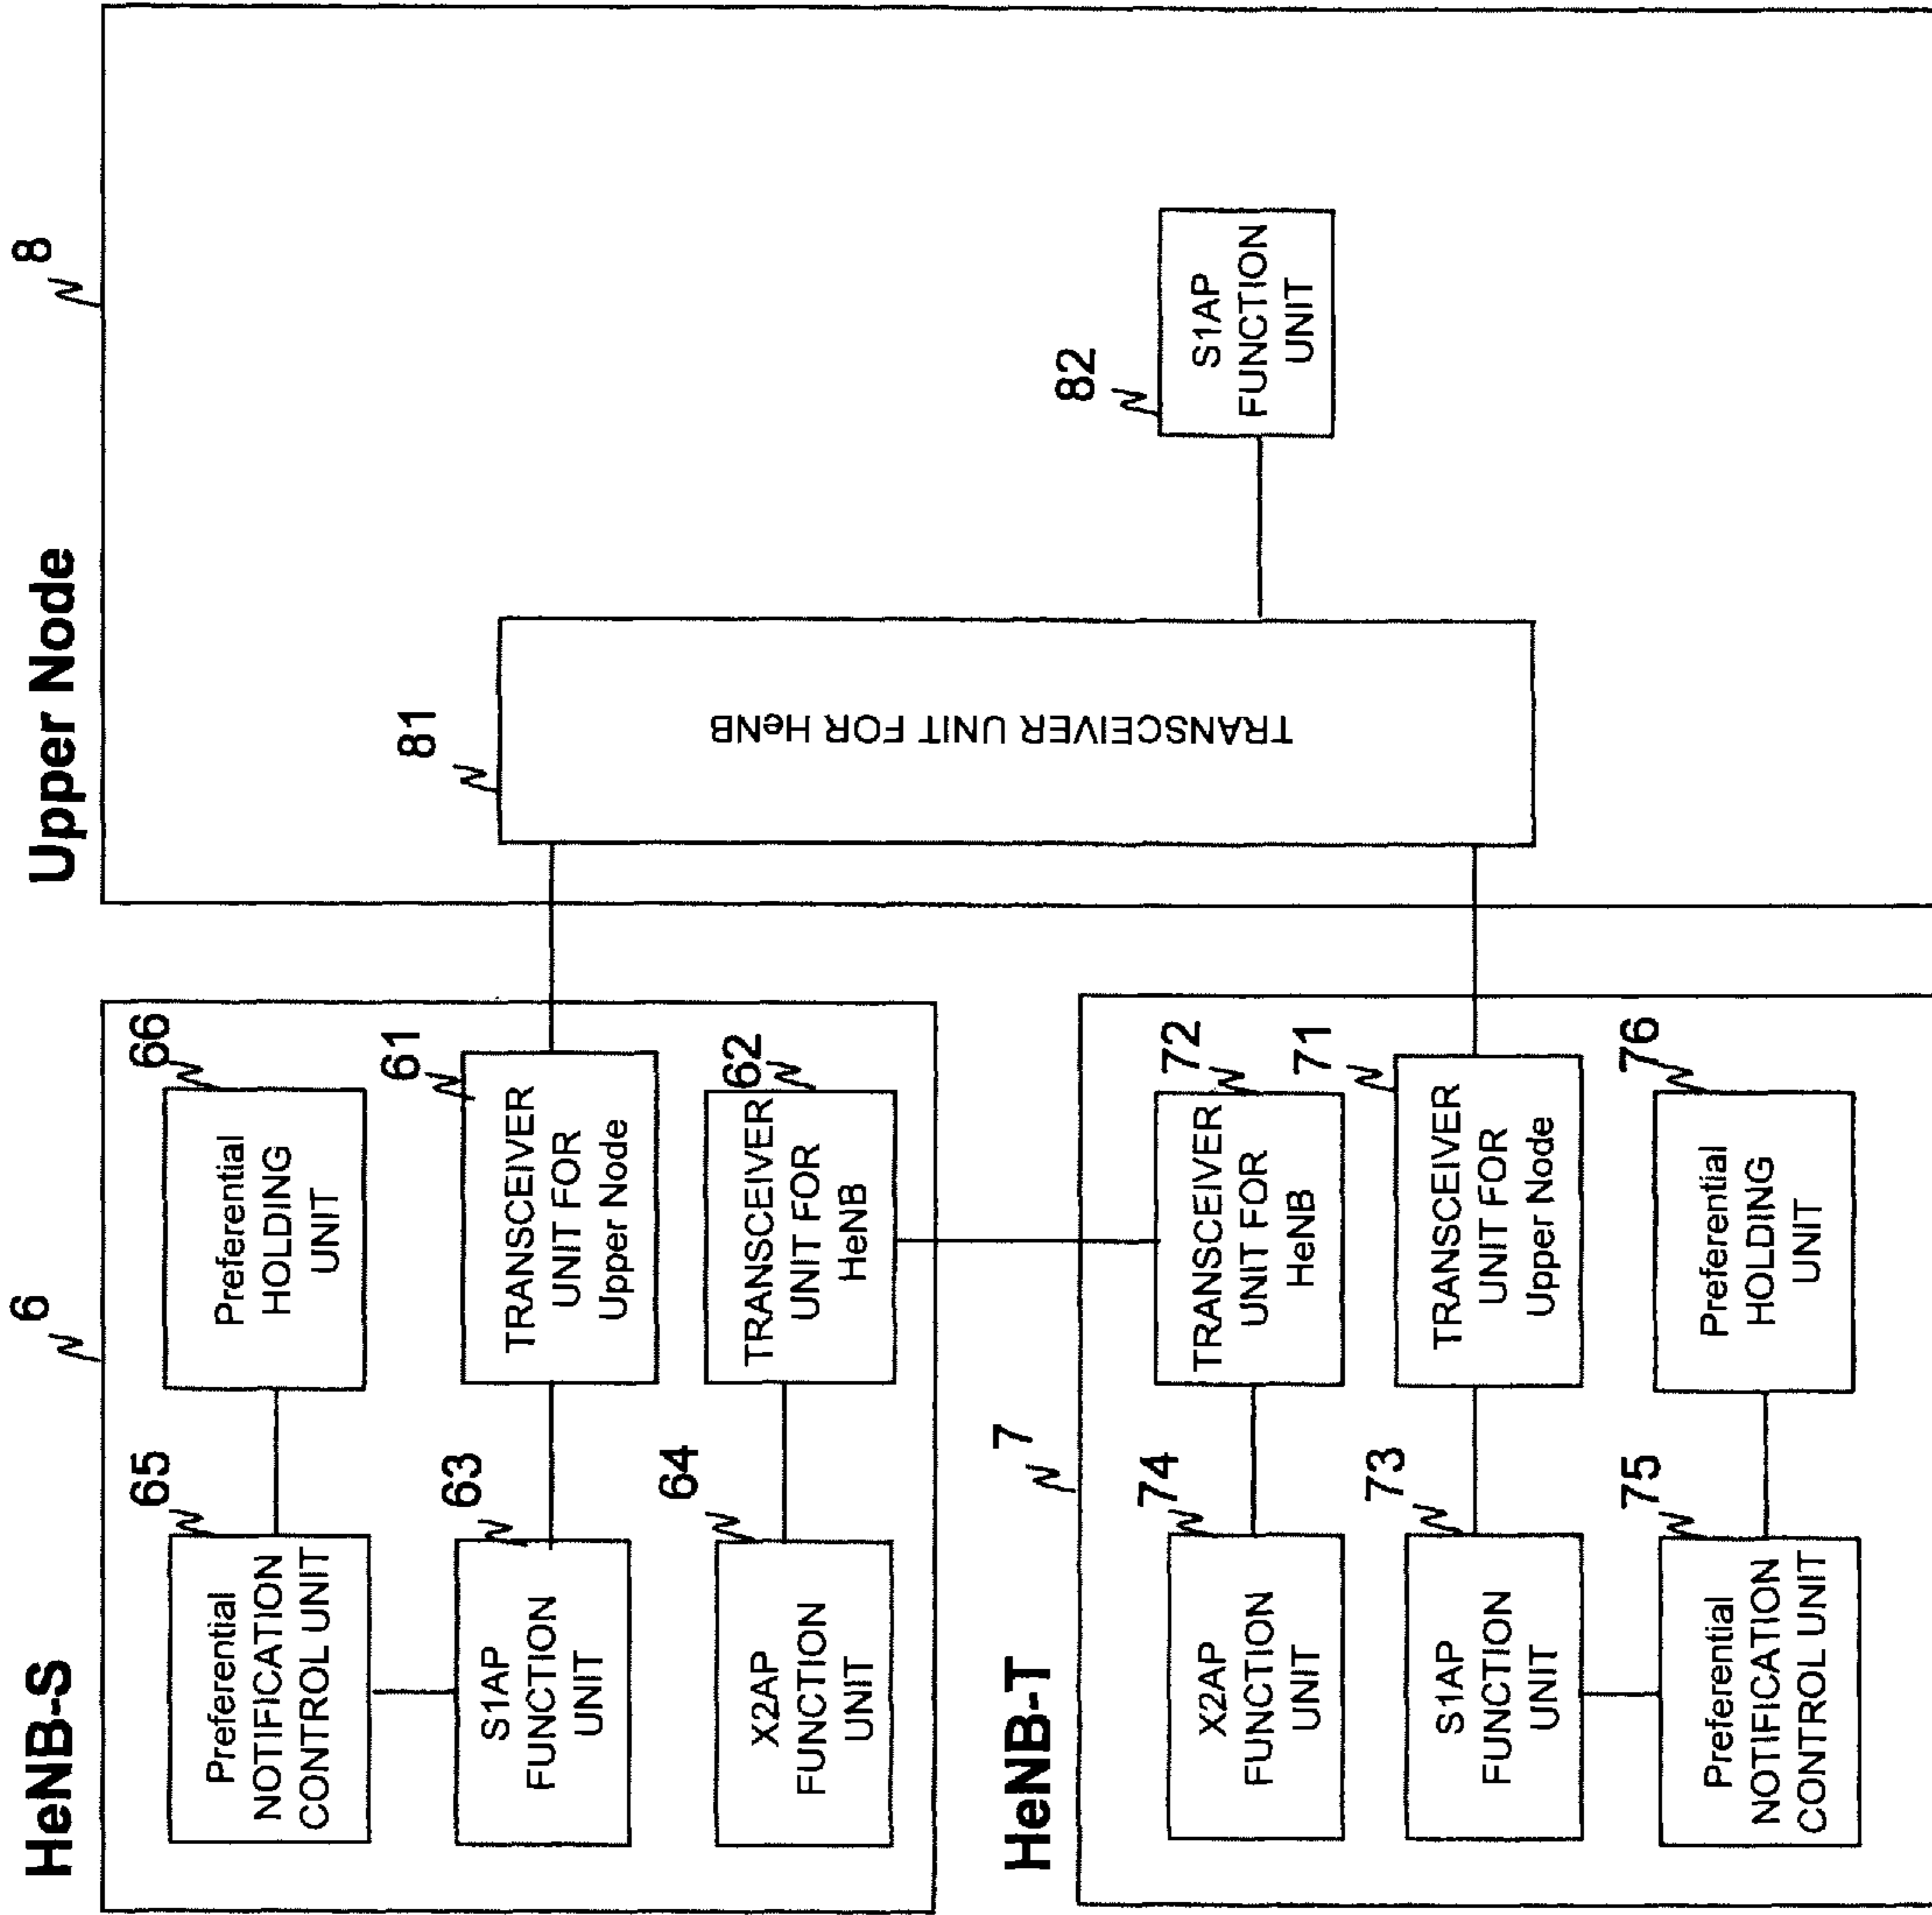 HeNB-S
6
65
Preferential
NOTIFICATION
CONTROL UNIT
66
Preferential
HOLDING
UNIT
63
S1AP
FUNCTION
UNIT
61
TRANSCEIVER
UNIT FOR
Upper Node
64
X2AP
FUNCTION
UNIT
62
TRANSCEIVER
UNIT FOR
HeNB
HeNB-T
7
74
X2AP
FUNCTION
UNIT
72
TRANSCEIVER
UNIT FOR
HeNB
73
S1AP
FUNCTION
UNIT
71
TRANSCEIVER
UNIT FOR
Upper Node
75
Preferential
NOTIFICATION
CONTROL UNIT
76
Preferential
HOLDING
UNIT
Upper Node
8
81
TRANSCEIVER UNIT FOR HeNB
82
S1AP
FUNCTION
UNIT